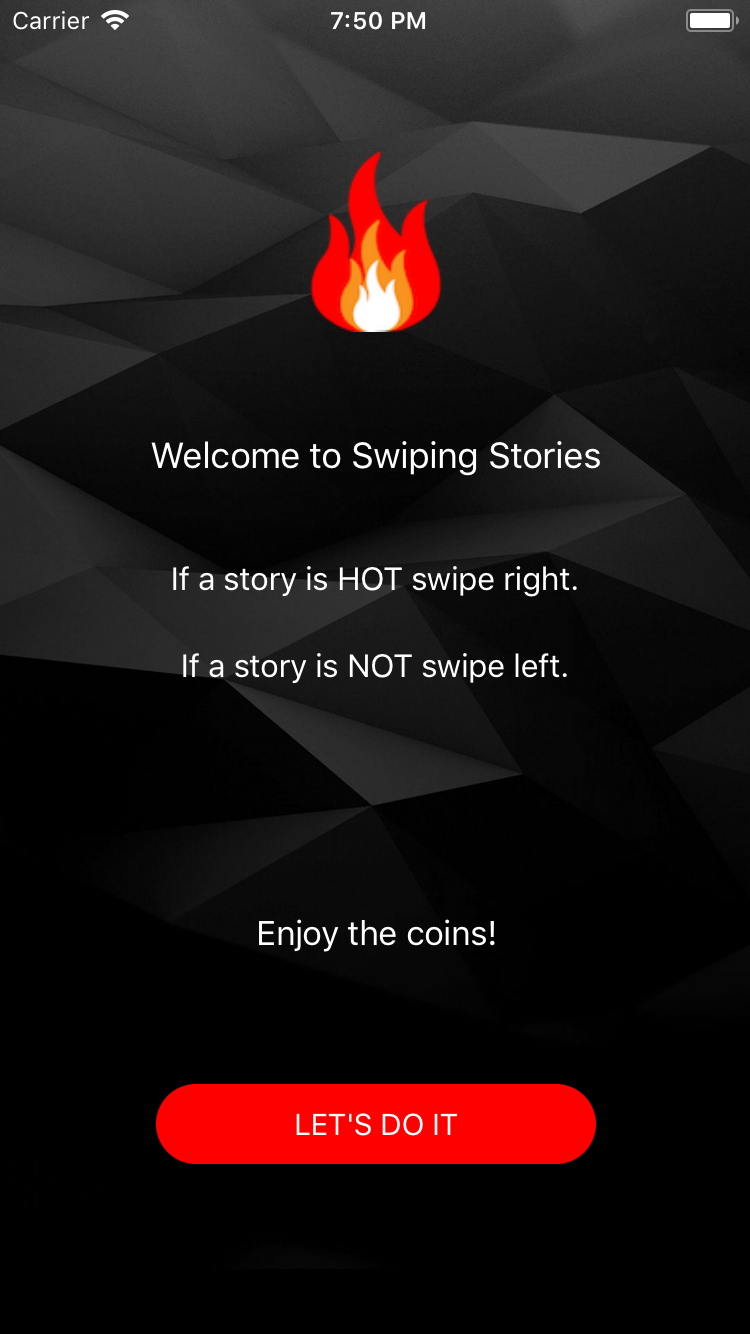 Carrier 7:50 PM
Welcome to Swiping Stories
If a story is HOT swipe right.
If a story is NOT swipe left.
Enjoy the coins!
LET'S DO IT